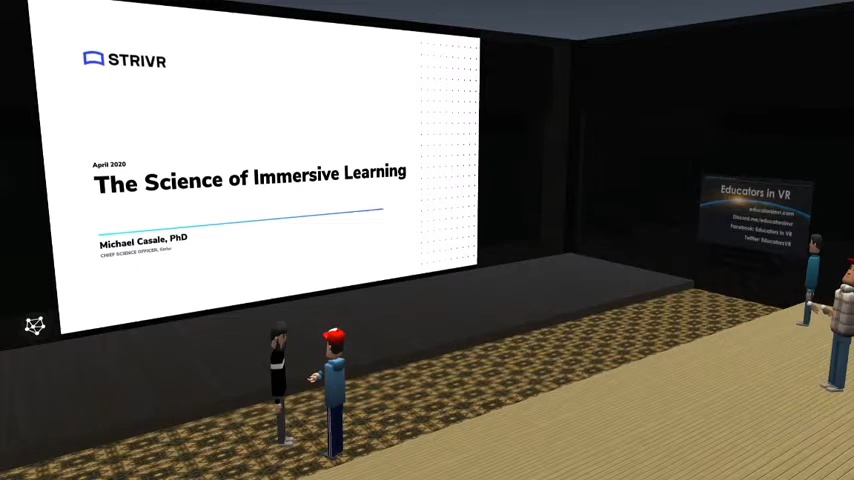 STRIVR
April 2020
The Science of Immersive Learning
Michael Casale, PhD
CHIEF SCIENCE OFFICER, Strivr
Educators in VR
educatorsinvr.com
Discord.me/educatorsinvr
Facebook: Educators In VR
Twitter EducatorsVR